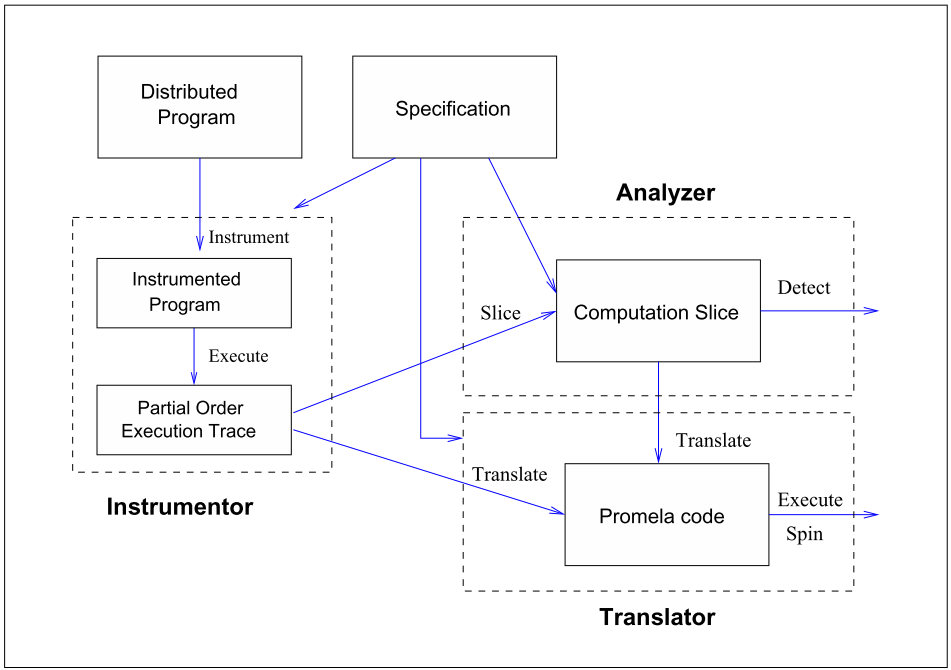 Distributed
Program
Specification
Analyzer
Instrument
Instrumented
Program
Execute
Partial Order
Execution Trace
Instrumentor
Slice
Computation Slice
Detect
Translate
Translate
Promela code
Execute
Spin
Translator